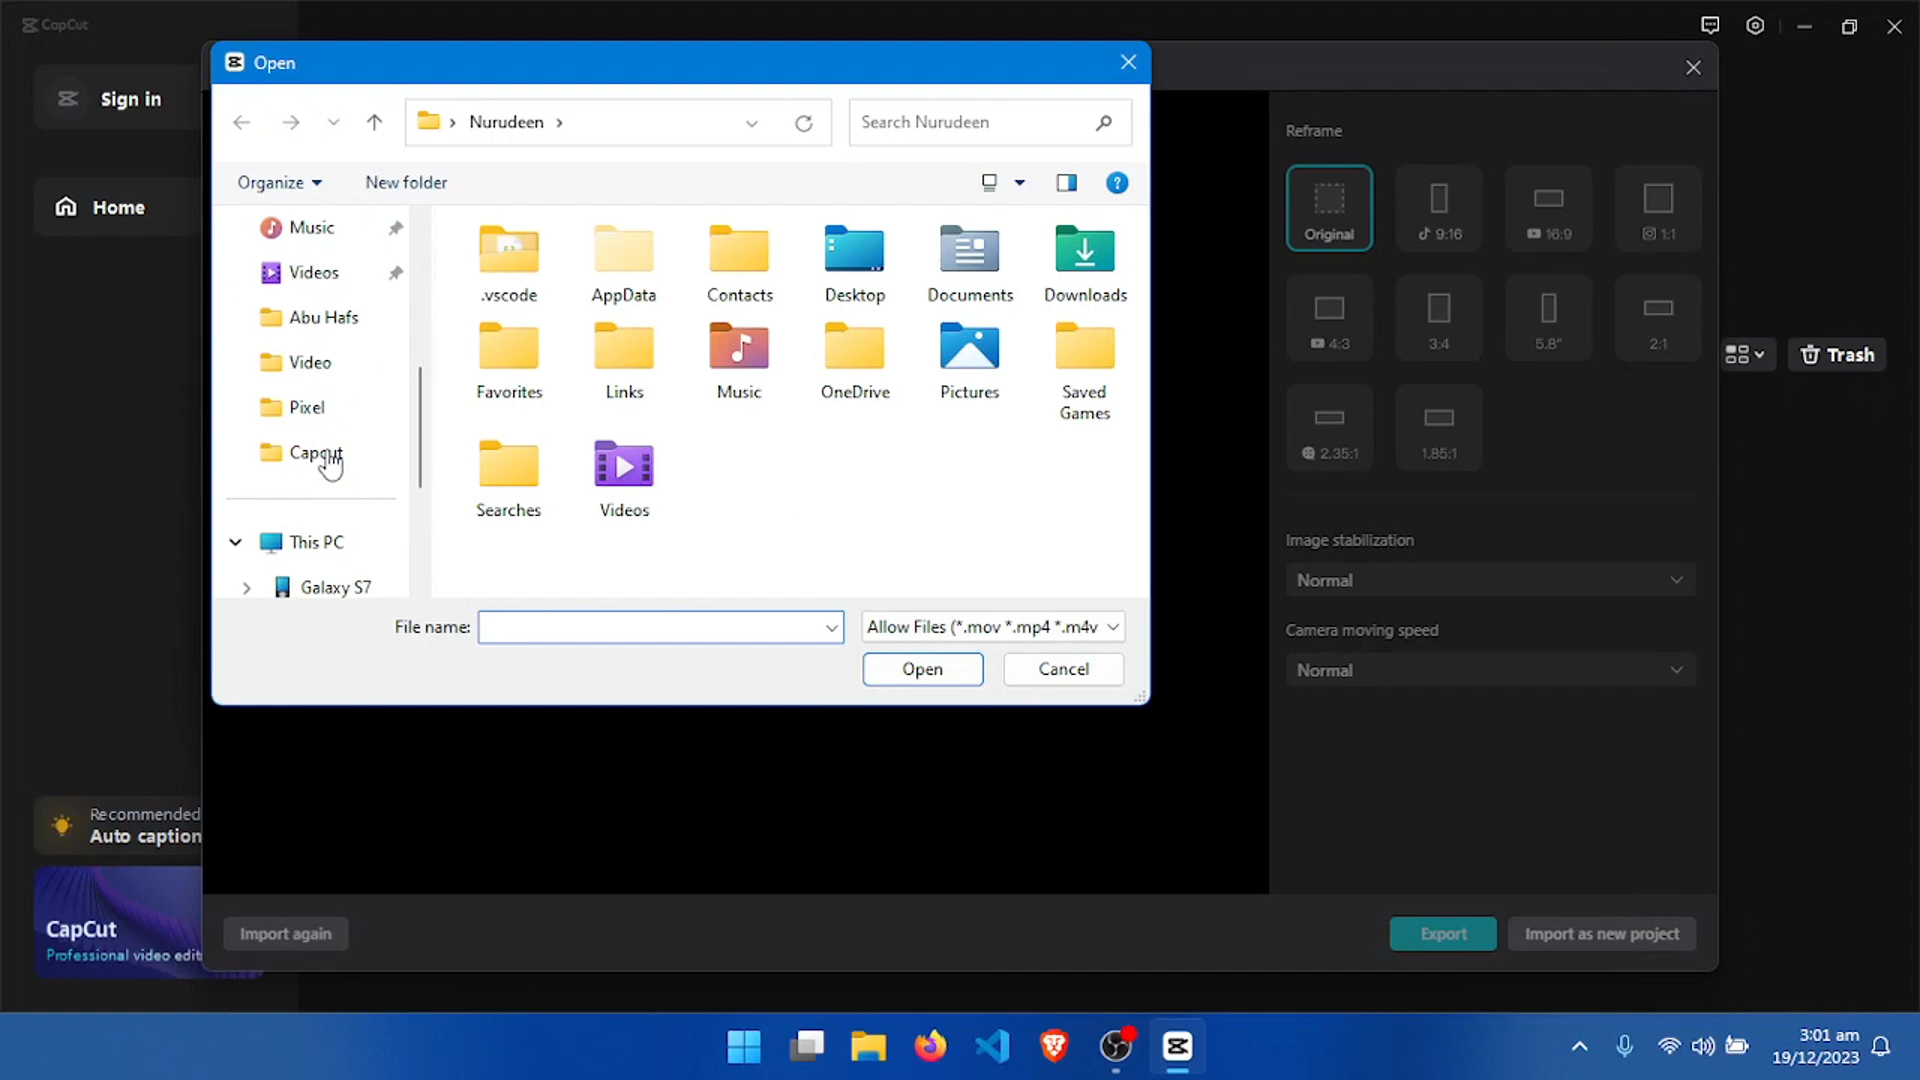 CapCut
Open
Sign in
Nurudeen
Search Nurudeen
Reframe
Organize
New folder
Home
Music
Videos
Abu Hafs
Video
Pixel
Capcut
This PC
Galaxy S7
.vscode
AppData
Contacts
Desktop
Documents
Downloads
Favorites
Links
Music
OneDrive
Pictures
Saved
Games
Searches
Videos
Original
9:16
16:9
1:1
4:3
3:4
5.8"
2:1
2.35:1
1.85:1
Trash
Image stabilization
Normal
File name:
Allow Files (*.mov *.mp4 *.m4v
Camera moving speed
Normal
Open
Cancel
Recommended
Auto caption
CapCut
Professional video edit
Import again
Export
Import as new project
3:01 am
19/12/2023